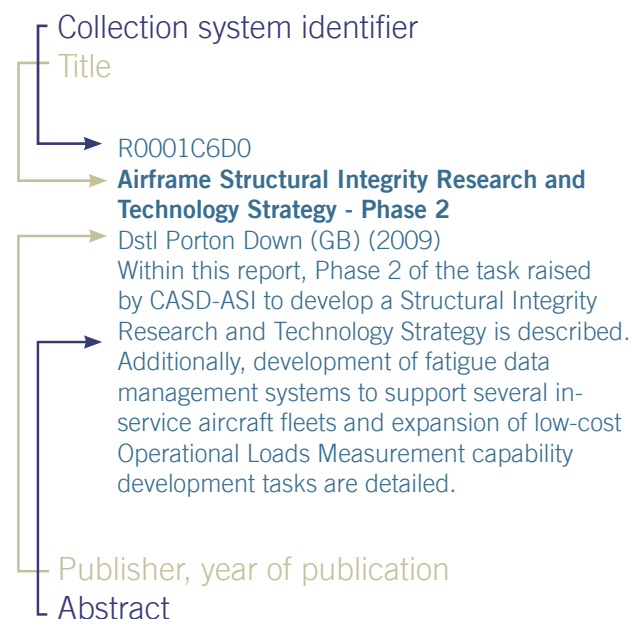 Collection system identifier
Title
R0001C6D0
Airframe Structural Integrity Research and
Technology Strategy - Phase 2
Dstl Porton Down (GB) (2009)
Within this report, Phase 2 of the task raised
by CASD-ASI to develop a Structural Integrity
Research and Technology Strategy is described.
Additionally, development of fatigue data
management systems to support several in-
service aircraft fleets and expansion of low-cost
Operational Loads Measurement capability
development tasks are detailed.
Publisher, year of publication
Abstract